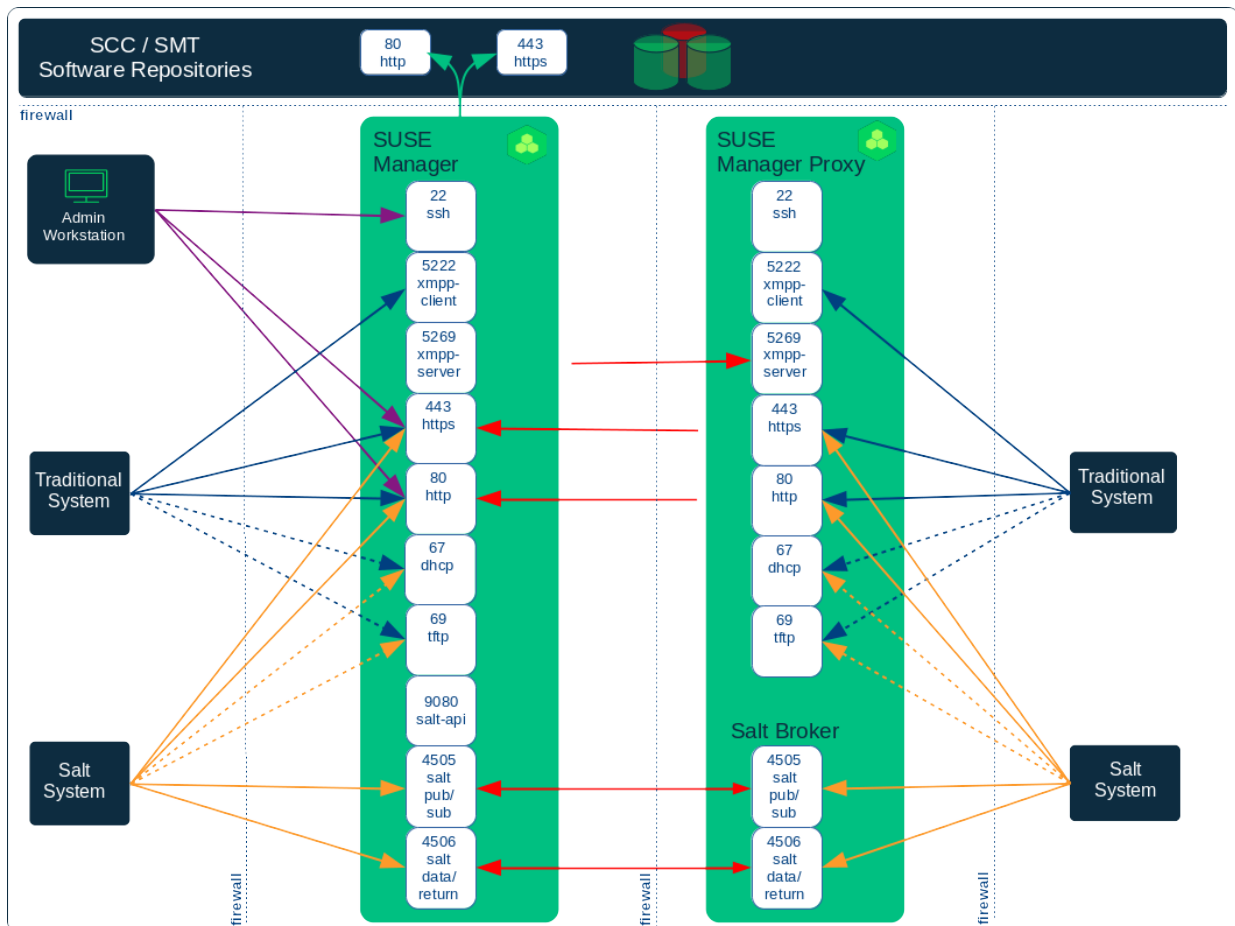 SCC / SMT
Software Repositories
80
http
443
https
firewall
SUSE
Manager
SUSE
Manager Proxy
Admin
Workstation
22
ssh
5222
xmpp-
client
5269
xmpp-
server
443
https
80
http
67
dhcp
69
tftp
9080
salt-api
4505
salt
pub/
sub
4506
salt
data/
return
22
ssh
5222
xmpp-
client
5269
xmpp-
server
443
https
80
http
67
dhcp
69
tftp
Salt Broker
4505
salt
pub/
sub
4506
salt
data/
return
Traditional
System
Traditional
System
Salt
System
Salt
System
firewall
firewall
firewall